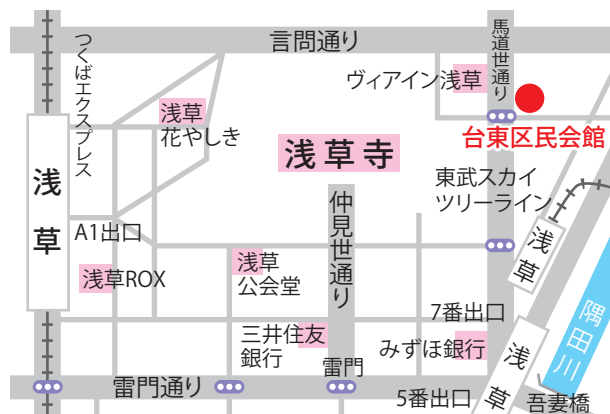 言問通り
つくばエクスプレス
馬道世通り
ヴィアイン浅草
浅草
花やしき
台東区民会館
浅草寺
浅草
東武スカイ
ツリーライン
仲見世通り
A1出口
浅草
浅草ROX
浅草
公会堂
7番出口
隅田川
三井住友
銀行
みずほ銀行
浅草
雷門
雷門通り
5番出口
吾妻橋